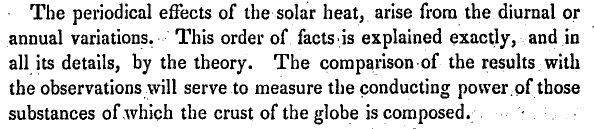 The periodical effects of the solar heat, arise from the diurnal or
annual variations. This order of facts is explained exactly, and in
all its details, by the theory. The comparison of the results with
the observations will serve to measure the conducting power of those
substances of which the crust of the globe is composed.